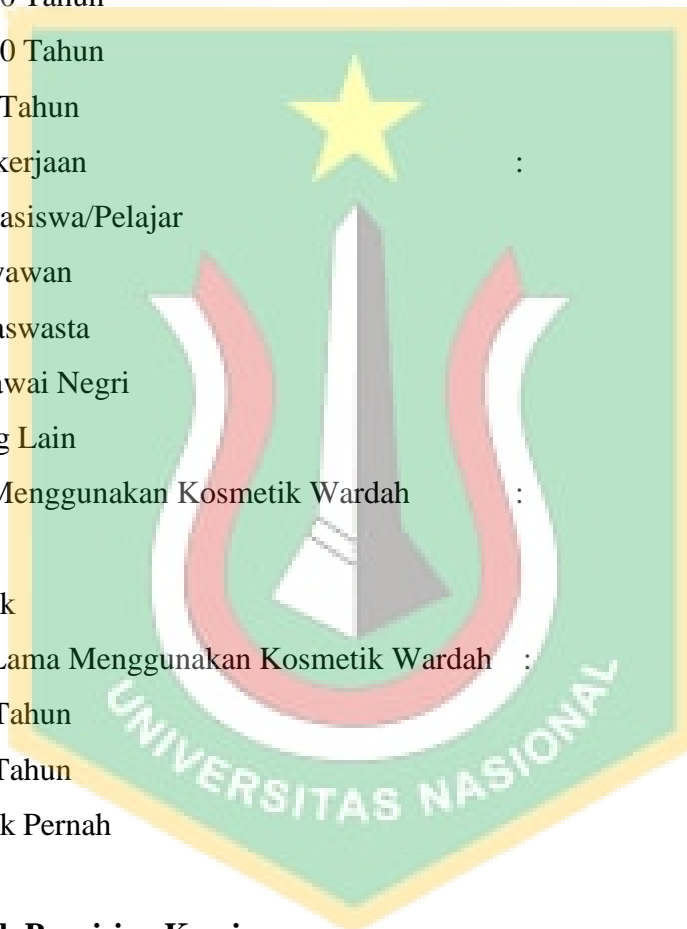 0 Tahun
0 Tahun
Tahun
kerjaan :
asiswa/Pelajar
yawan
aswasta
awai Negri
g Lain
Menggunakan Kosmetik Wardah :
k
Lama Menggunakan Kosmetik Wardah :
Tahun
Tahun
k Pernah
UNIVERSITAS NASIONAL